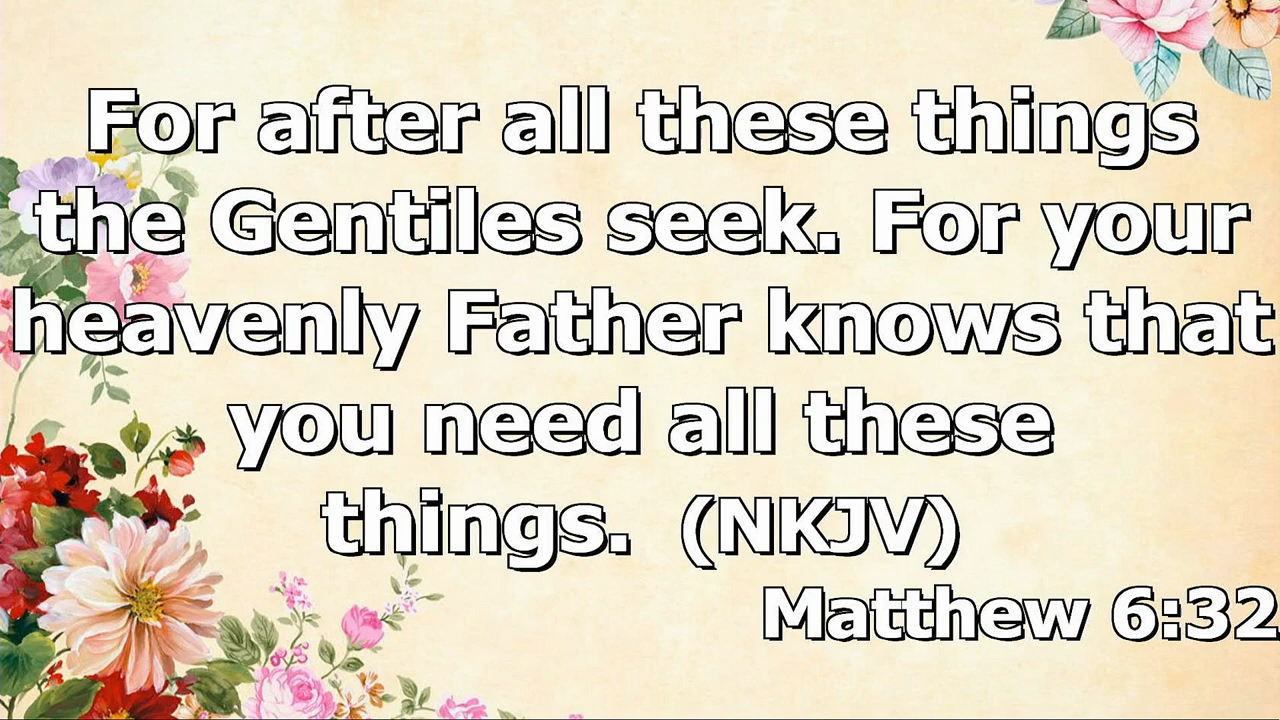 For after all these things
the Gentiles seek. For your
heavenly Father knows that
you need all these
things.  (NKJV)
Matthew 6:32